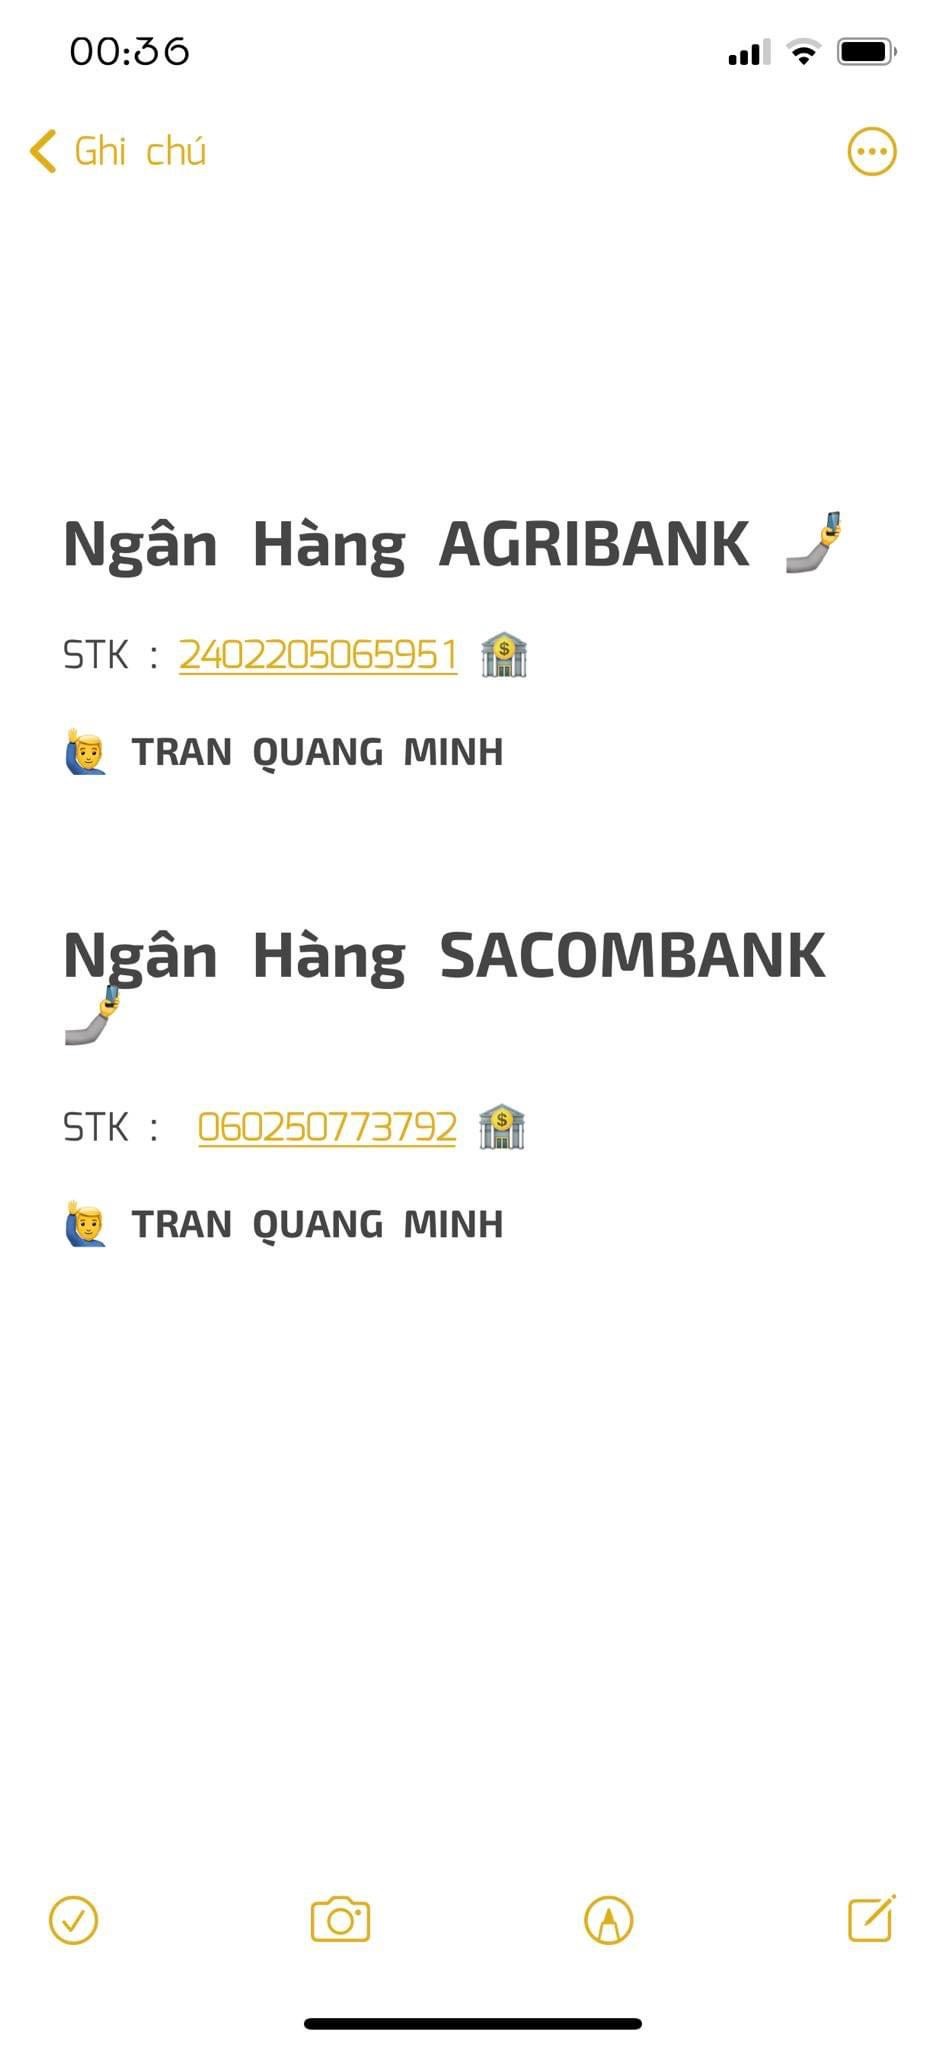 00:36
Ghi chú
Ngân Hàng AGRIBANK 🤳
STK : 2402205065951 🏦
🙋‍♂️ TRAN QUANG MINH
Ngân Hàng SACOMBANK
🤳
STK : 060250773792 🏦
🙋‍♂️ TRAN QUANG MINH